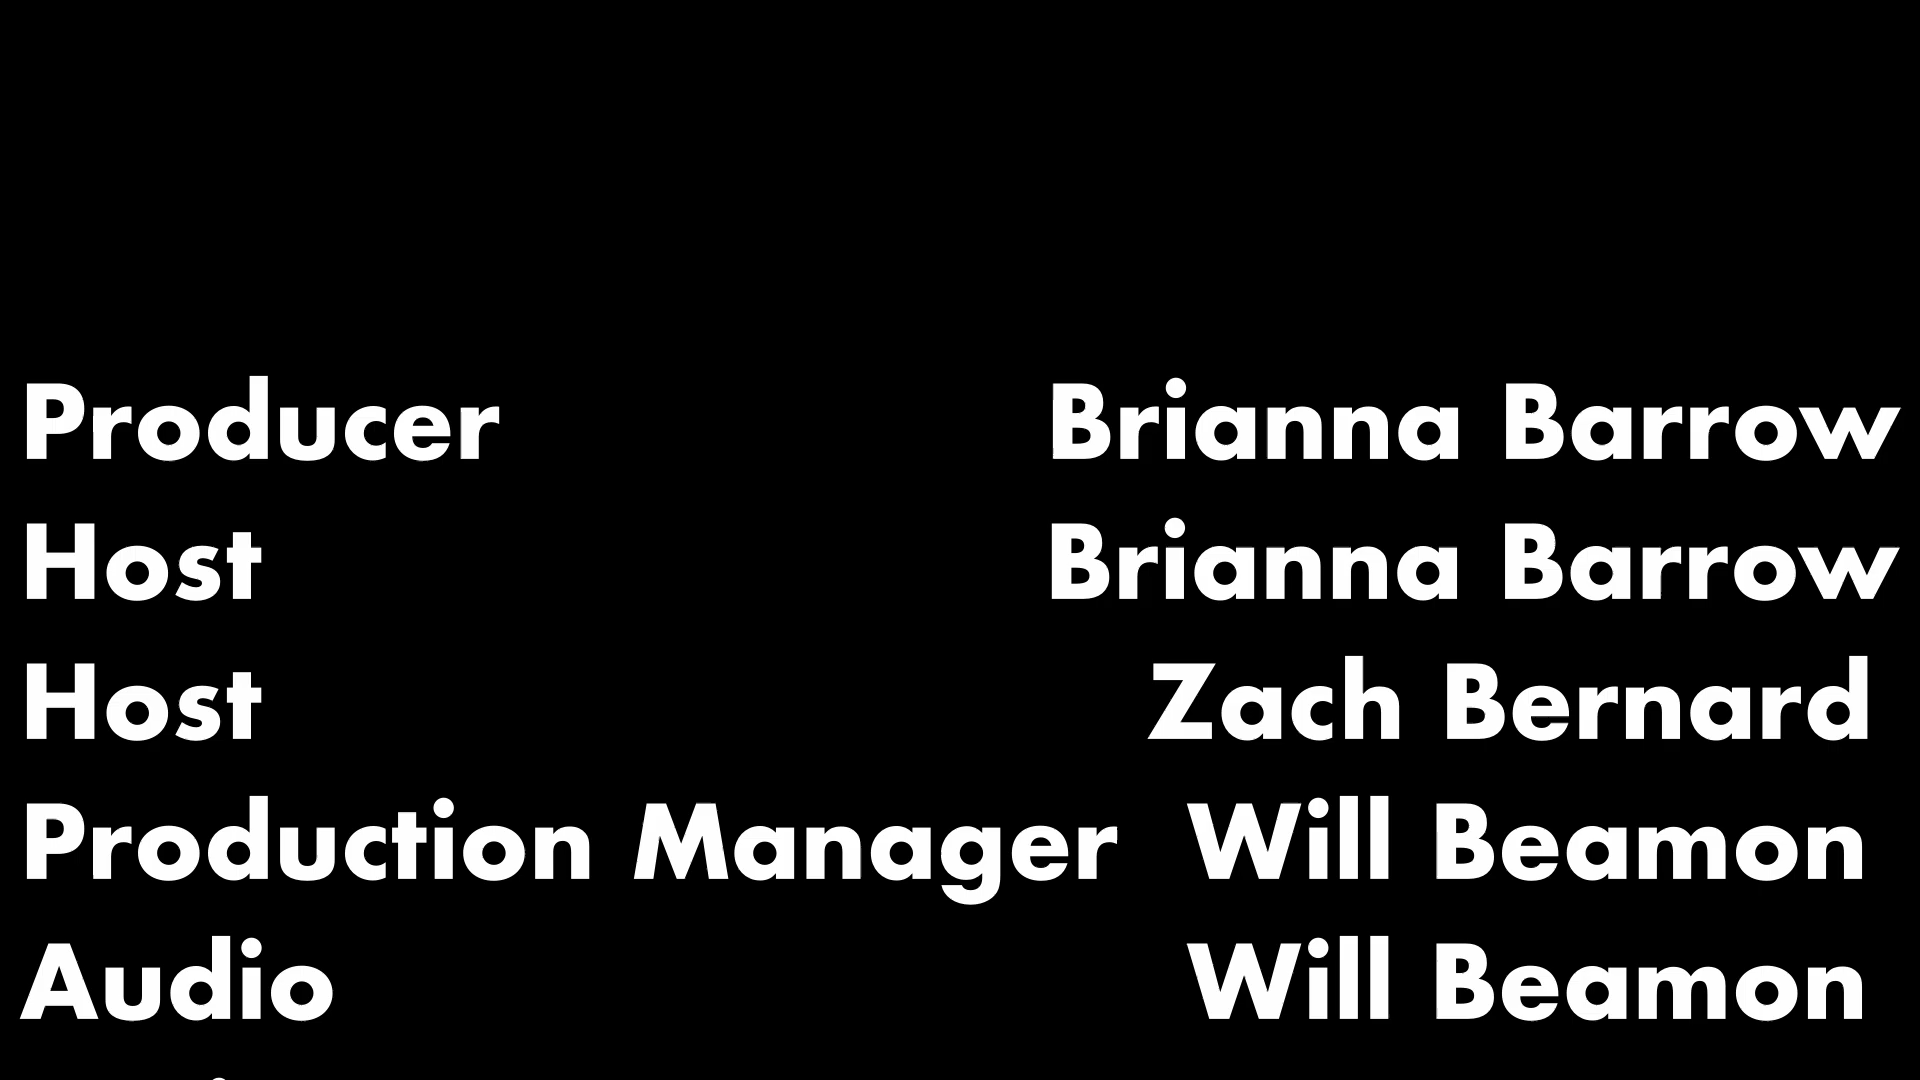 Producer Brianna Barrow
Host Brianna Barrow
Host Zach Bernard
Production Manager Will Beamon
Audio Will Beamon